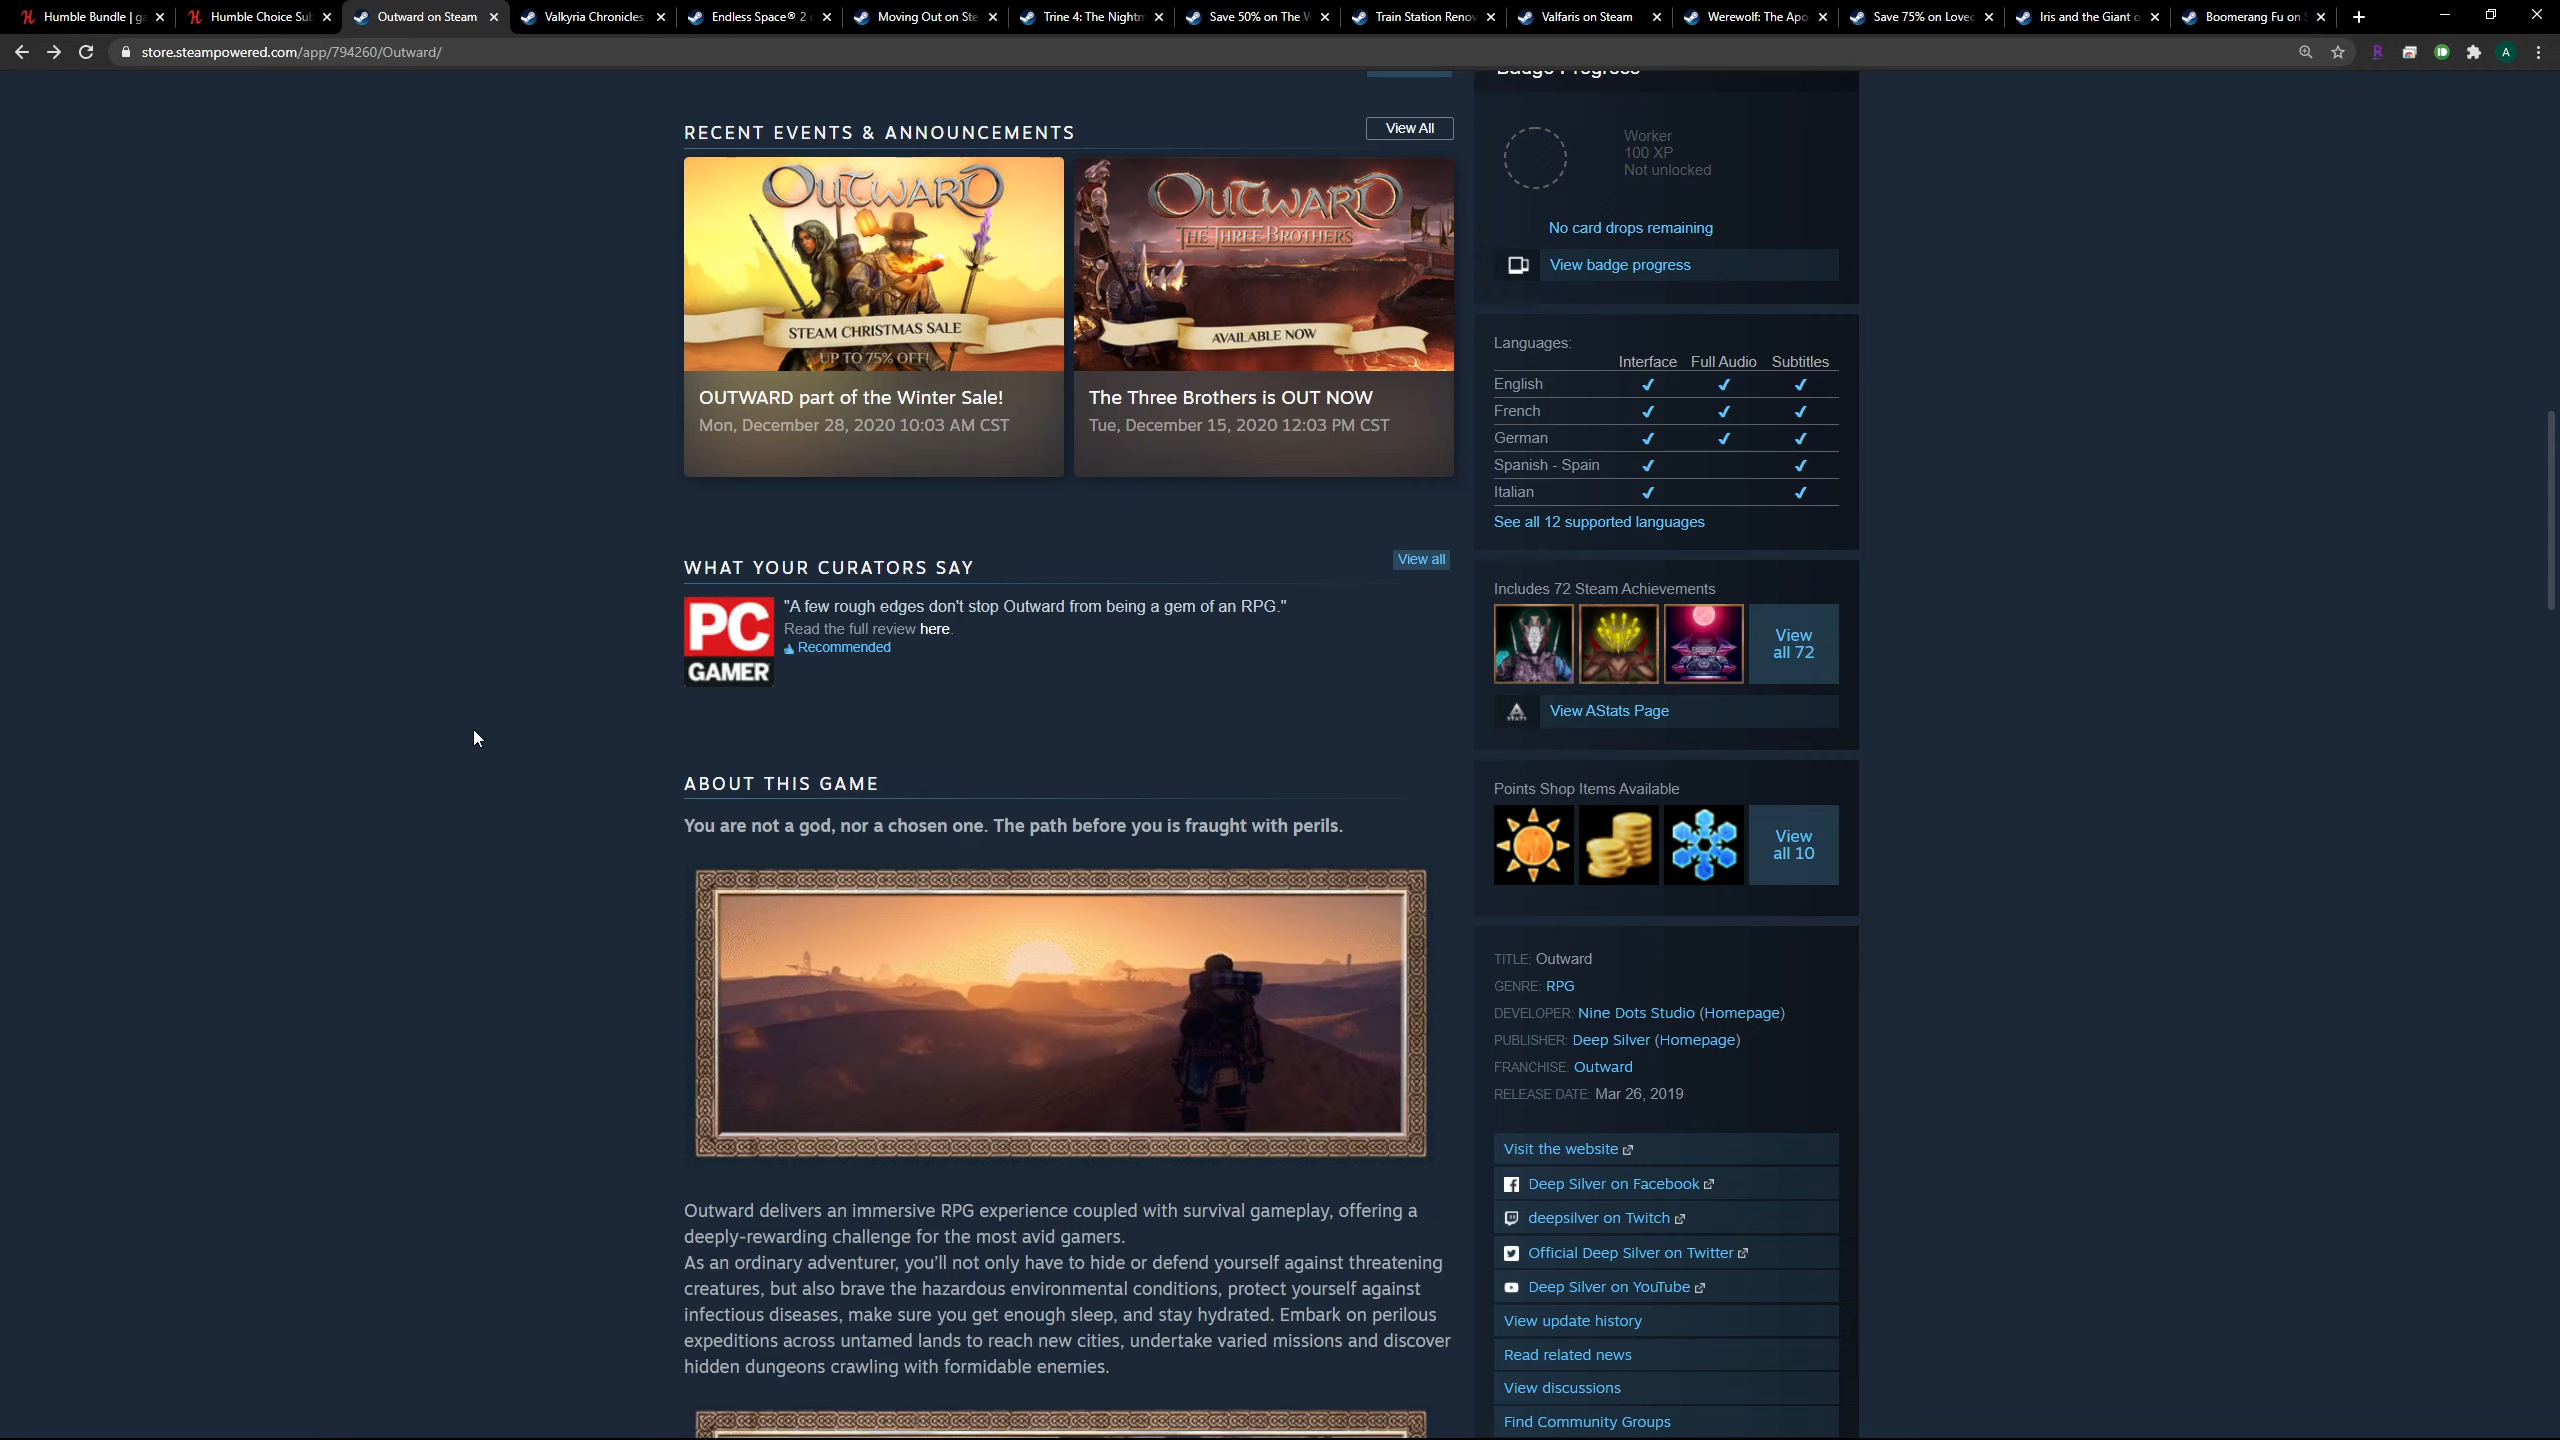 Humble Bundle | ga
Humble Choice Sub
Outward on Steam
Valkyria Chronicles
Endless Space® 2
Moving Out on Ste
Trine 4: The Nightm
Save 50% on The W
Train Station Renov
Valfaris on Steam
Werewolf: The Apo
Save 75% on Lovec
Iris and the Giant o
Boomerang Fu on S
store.steampowered.com/app/794260/Outward/
A
RECENT EVENTS & ANNOUNCEMENTS
View All
OUTWARD
STEAM CHRISTMAS SALE
UP TO 75% OFF!
OUTWARD part of the Winter Sale!
Mon, December 28, 2020 10:03 AM CST
OUTWARD
THE THREE BROTHERS
AVAILABLE NOW
The Three Brothers is OUT NOW
Tue, December 15, 2020 12:03 PM CST
WHAT YOUR CURATORS SAY
View all
PC
GAMER
"A few rough edges don't stop Outward from being a gem of an RPG."
Read the full review here.
Recommended
ABOUT THIS GAME
You are not a god, nor a chosen one. The path before you is fraught with perils.
Outward delivers an immersive RPG experience coupled with survival gameplay, offering a
deeply-rewarding challenge for the most avid gamers.
As an ordinary adventurer, you’ll not only have to hide or defend yourself against threatening
creatures, but also brave the hazardous environmental conditions, protect yourself against
infectious diseases, make sure you get enough sleep, and stay hydrated. Embark on perilous
expeditions across untamed lands to reach new cities, undertake varied missions and discover
hidden dungeons crawling with formidable enemies.
Badge Progress
Worker
100 XP
Not unlocked
No card drops remaining
View badge progress
Languages:
Interface Full Audio Subtitles
English ✔ ✔ ✔
French ✔ ✔ ✔
German ✔ ✔ ✔
Spanish - Spain ✔ ✔
Italian ✔ ✔
See all 12 supported languages
Includes 72 Steam Achievements
View
all 72
STATS
View AStats Page
Points Shop Items Available
View
all 10
TITLE: Outward
GENRE: RPG
DEVELOPER: Nine Dots Studio (Homepage)
PUBLISHER: Deep Silver (Homepage)
FRANCHISE: Outward
RELEASE DATE: Mar 26, 2019
Visit the website
Deep Silver on Facebook
deepsilver on Twitch
Official Deep Silver on Twitter
Deep Silver on YouTube
View update history
Read related news
View discussions
Find Community Groups